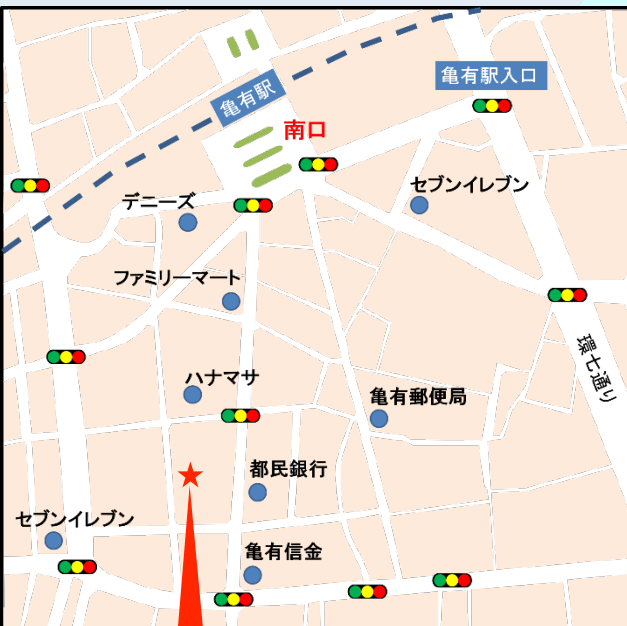 亀有駅入口
亀有駅
南口
セブンイレブン
デニーズ
ファミリーマート
環七通り
ハナマサ
亀有郵便局
都民銀行
セブンイレブン
亀有信金